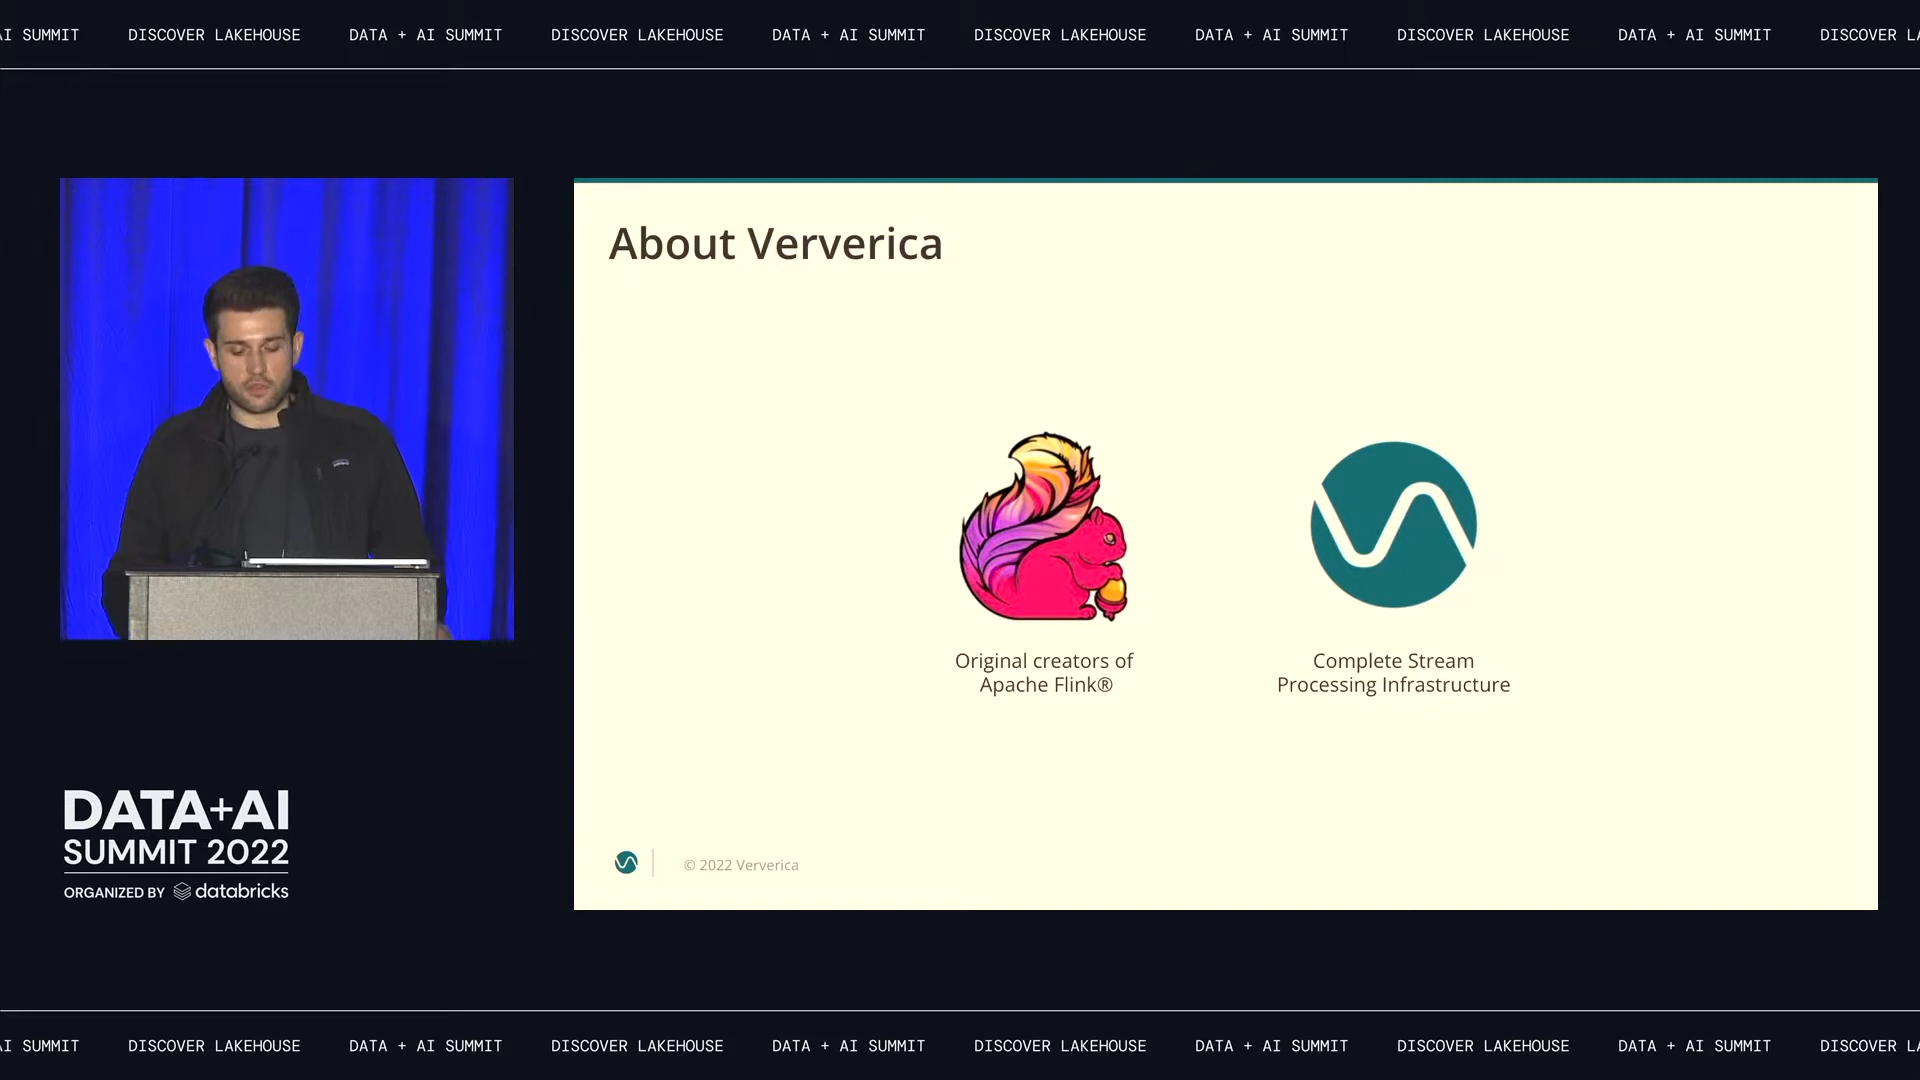 AI SUMMIT DISCOVER LAKEHOUSE DATA + AI SUMMIT DISCOVER LAKEHOUSE DATA + AI SUMMIT DISCOVER LAKEHOUSE DATA + AI SUMMIT DISCOVER LAKEHOUSE DATA + AI SUMMIT DISCOVER LA
About Ververica
Original creators of
Apache Flink®
Complete Stream
Processing Infrastructure
© 2022 Ververica
DATA+AI
SUMMIT 2022
ORGANIZED BY databricks
AI SUMMIT DISCOVER LAKEHOUSE DATA + AI SUMMIT DISCOVER LAKEHOUSE DATA + AI SUMMIT DISCOVER LAKEHOUSE DATA + AI SUMMIT DISCOVER LAKEHOUSE DATA + AI SUMMIT DISCOVER LA